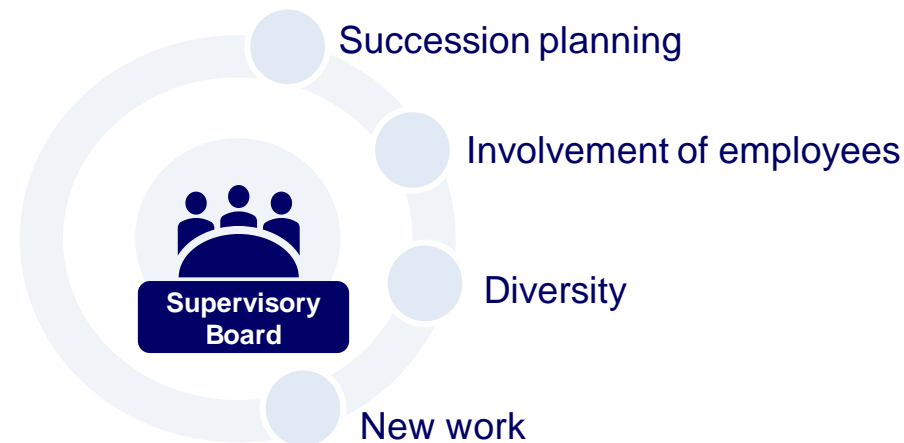 Succession planning
Involvement of employees
Diversity
Supervisory
Board
New work